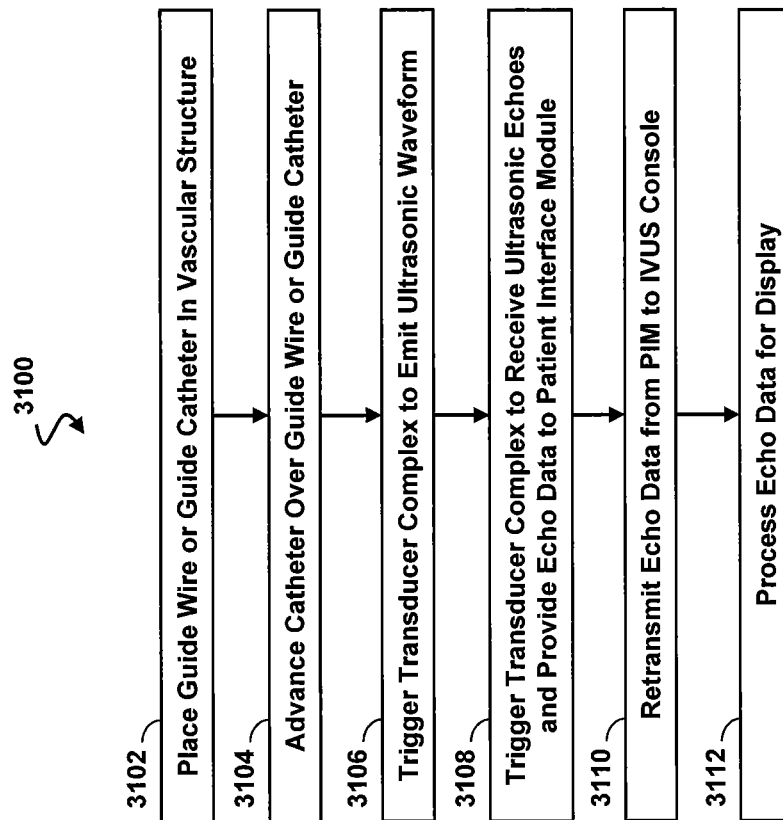 3100
3102
Place Guide Wire or Guide Catheter In Vascular Structure
3104
Advance Catheter Over Guide Wire or Guide Catheter
3106
Trigger Transducer Complex to Emit Ultrasonic Waveform
3108
Trigger Transducer Complex to Receive Ultrasonic Echoes
and Provide Echo Data to Patient Interface Module
3110
Retransmit Echo Data from PIM to IVUS Console
3112
Process Echo Data for Display